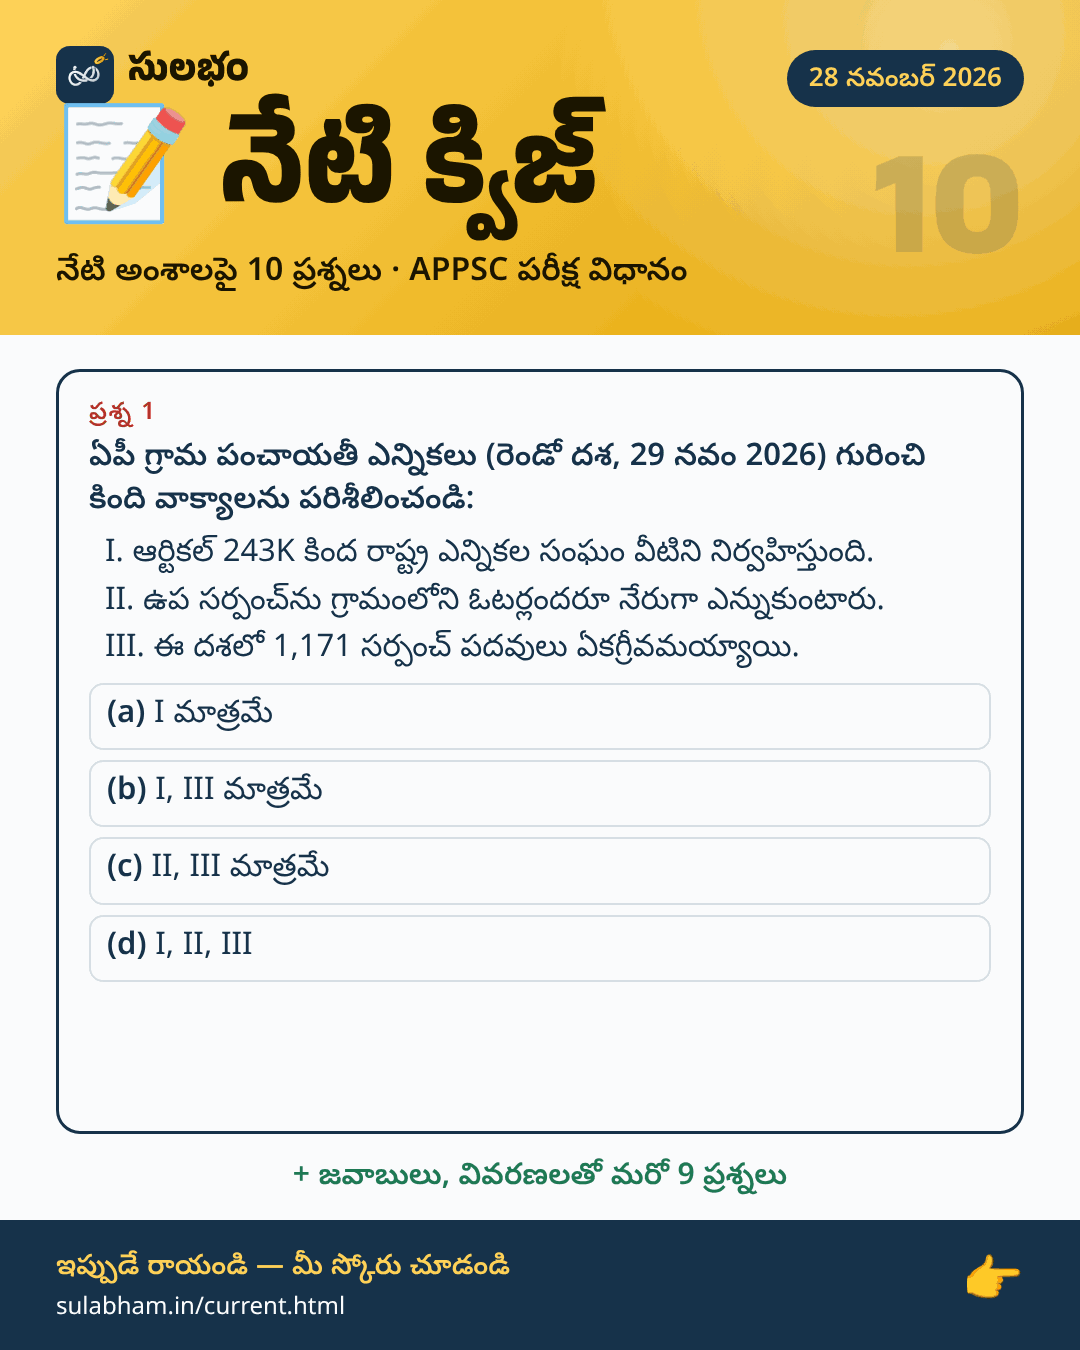 సులభం
28 నవంబర్ 2026
నేటి క్విజ్
10
నేటి అంశాలపై 10 ప్రశ్నలు · APPSC పరీక్ష విధానం
ప్రశ్న 1
ఏపీ గ్రామ పంచాయతీ ఎన్నికలు (రెండో దశ, 29 నవం 2026) గురించి
కింది వాక్యాలను పరిశీలించండి:
I. ఆర్టికల్ 243K కింద రాష్ట్ర ఎన్నికల సంఘం వీటిని నిర్వహిస్తుంది.
II. ఉప సర్పంచ్‌ను గ్రామంలోని ఓటర్లందరూ నేరుగా ఎన్నుకుంటారు.
III. ఈ దశలో 1,171 సర్పంచ్ పదవులు ఏకగ్రీవమయ్యాయి.
(a) I మాత్రమే
(b) I, III మాత్రమే
(c) II, III మాత్రమే
(d) I, II, III
+ జవాబులు, వివరణలతో మరో 9 ప్రశ్నలు
ఇప్పుడే రాయండి — మీ స్కోరు చూడండి
sulabham.in/current.html